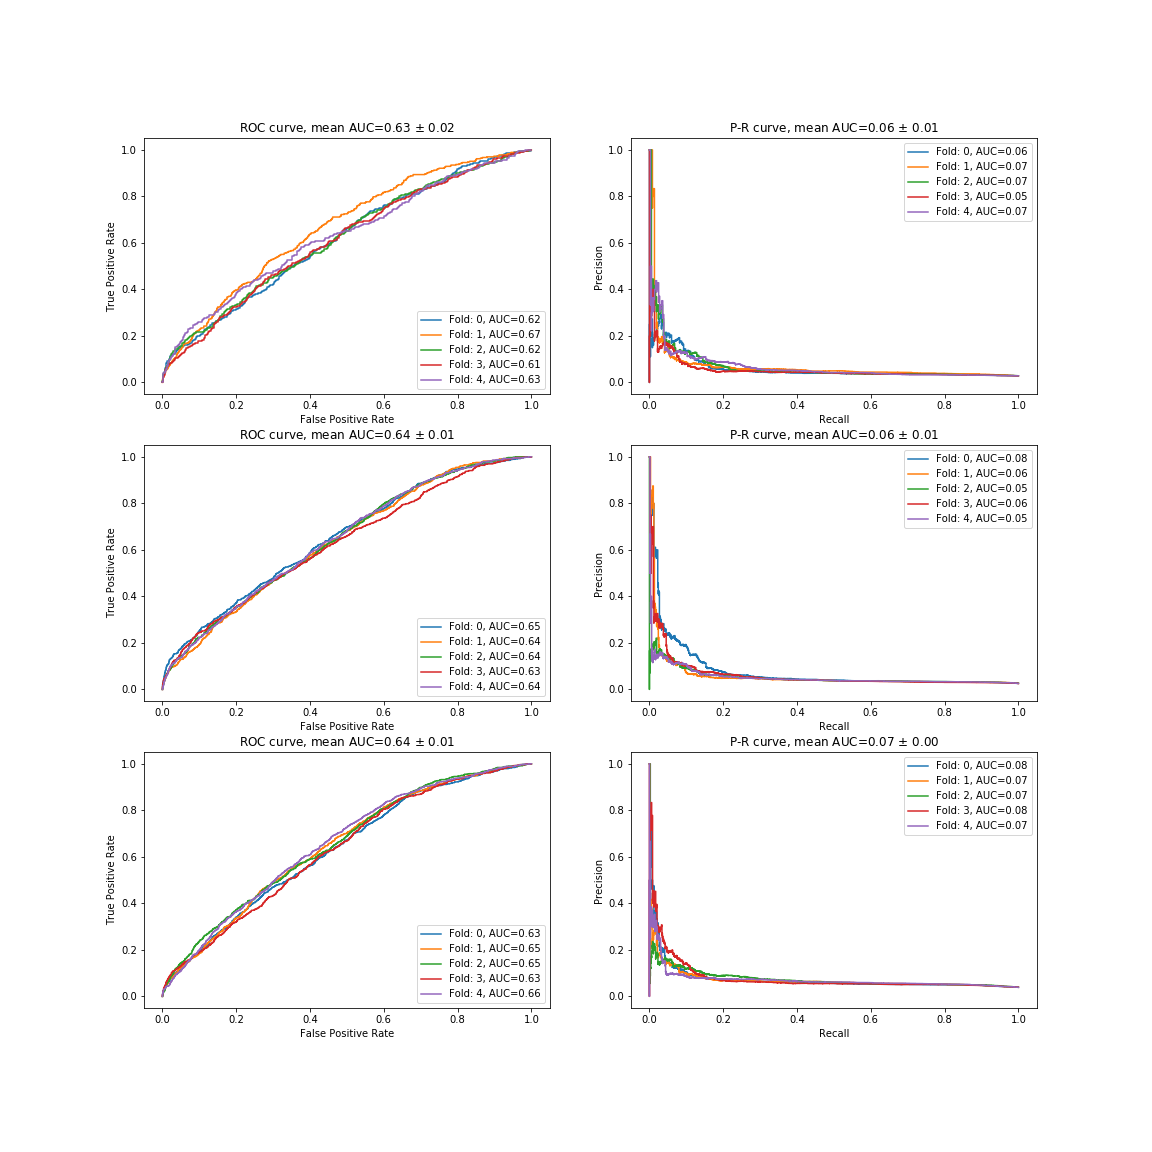 ROC curve, mean AUC=0.63 ± 0.02
True Positive Rate
1.0
0.8
0.6
0.4
0.2
0.0
Fold: 0, AUC=0.62
Fold: 1, AUC=0.67
Fold: 2, AUC=0.62
Fold: 3, AUC=0.61
Fold: 4, AUC=0.63
0.0 0.2 0.4 0.6 0.8 1.0
False Positive Rate
P-R curve, mean AUC=0.06 ± 0.01
Precision
1.0
0.8
0.6
0.4
0.2
0.0
Fold: 0, AUC=0.06
Fold: 1, AUC=0.07
Fold: 2, AUC=0.07
Fold: 3, AUC=0.05
Fold: 4, AUC=0.07
0.0 0.2 0.4 0.6 0.8 1.0
Recall
ROC curve, mean AUC=0.64 ± 0.01
True Positive Rate
1.0
0.8
0.6
0.4
0.2
0.0
Fold: 0, AUC=0.65
Fold: 1, AUC=0.64
Fold: 2, AUC=0.64
Fold: 3, AUC=0.63
Fold: 4, AUC=0.64
0.0 0.2 0.4 0.6 0.8 1.0
False Positive Rate
P-R curve, mean AUC=0.06 ± 0.01
Precision
1.0
0.8
0.6
0.4
0.2
0.0
Fold: 0, AUC=0.08
Fold: 1, AUC=0.06
Fold: 2, AUC=0.05
Fold: 3, AUC=0.06
Fold: 4, AUC=0.05
0.0 0.2 0.4 0.6 0.8 1.0
Recall
ROC curve, mean AUC=0.64 ± 0.01
True Positive Rate
1.0
0.8
0.6
0.4
0.2
0.0
Fold: 0, AUC=0.63
Fold: 1, AUC=0.65
Fold: 2, AUC=0.65
Fold: 3, AUC=0.63
Fold: 4, AUC=0.66
0.0 0.2 0.4 0.6 0.8 1.0
False Positive Rate
P-R curve, mean AUC=0.07 ± 0.00
Precision
1.0
0.8
0.6
0.4
0.2
0.0
Fold: 0, AUC=0.08
Fold: 1, AUC=0.07
Fold: 2, AUC=0.07
Fold: 3, AUC=0.08
Fold: 4, AUC=0.07
0.0 0.2 0.4 0.6 0.8 1.0
Recall